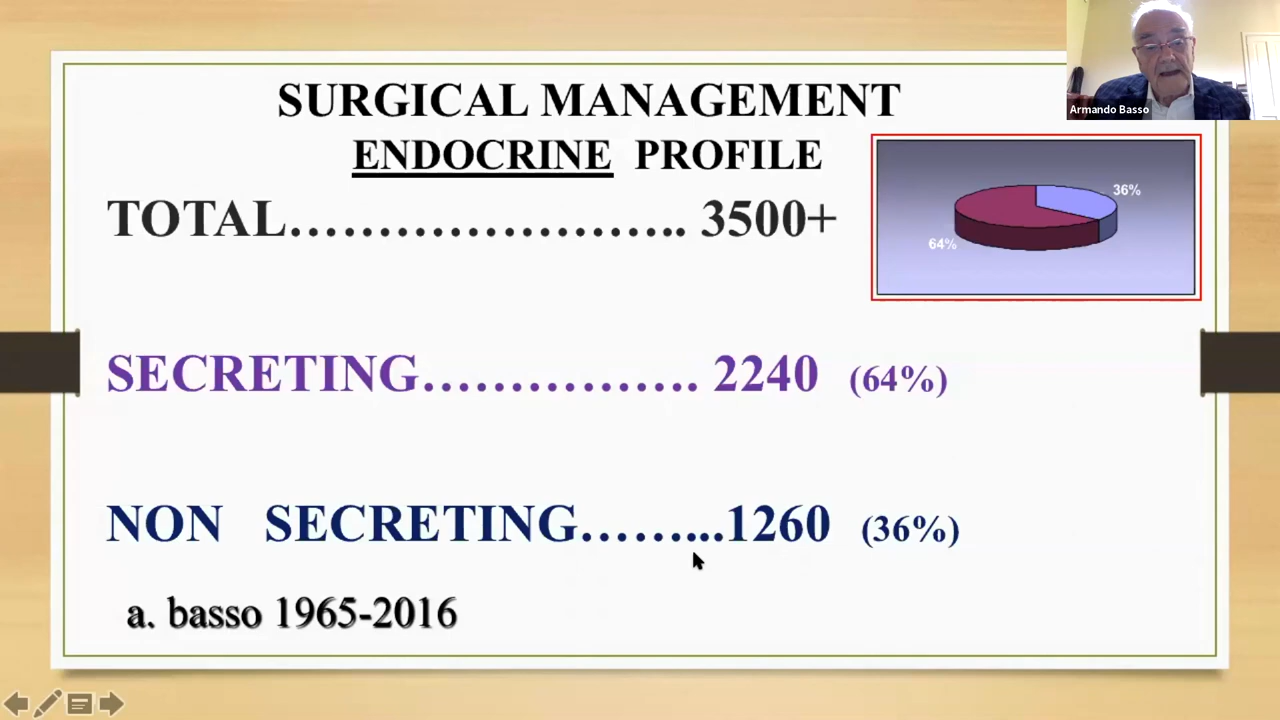 SURGICAL MANAGEMENT
ENDOCRINE PROFILE
TOTAL…………………….. 3500+
SECRETING……………. 2240 (64%)
NON SECRETING……...1260 (36%)
a. basso 1965-2016
36%
64%
Armando Basso